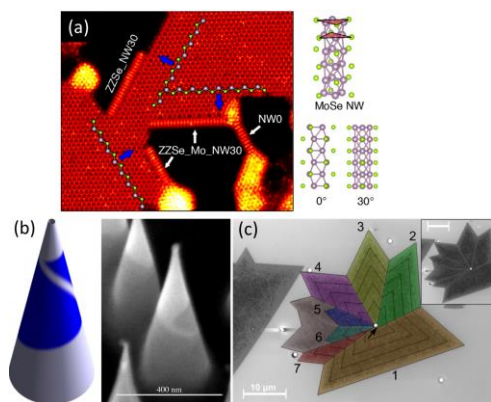 (a)
ZZSe_NW30
NW0
ZZSe_Mo_NW30
MoSe NW
0° 30°
(b)
400 nm
(c)
3
2
4
5
6
7
1
10 µm